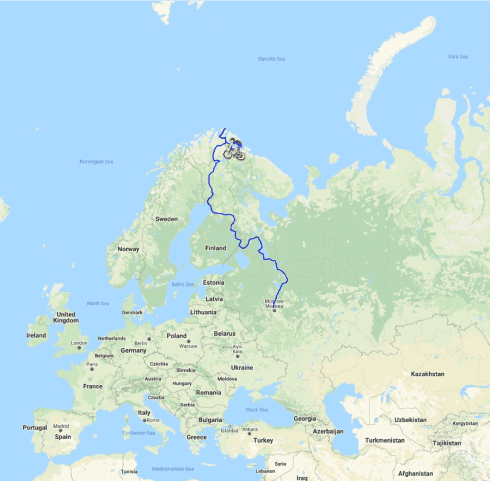 Barents Sea
Kara Sea
Norwegian Sea
Sweden
Finland
Norway
Baltic Sea
Estonia
Moscow
Москва
Latvia
North Sea
Denmark
Lithuania
United
Kingdom
Ireland
London
Netherlands
Berlin
Poland
Warsaw
Belarus
Germany
Belgium
Kyiv
Київ
Paris
Czechia
Ukraine
Kazakhstan
Slovakia
Austria
Hungary
Moldova
France
Romania
Croatia
Serbia
Black Sea
Italy
Rome
Bulgaria
Georgia
Uzbekistan
Kyrgyzstan
Portugal
Madrid
Spain
Istanbul
Ankara
Azerbaijan
Turkmenistan
Tajikistan
Tyrrhenian Sea
Greece
Turkey
Syria
Tunisia
Mediterranean Sea
Lebanon
Iraq
Afghanistan